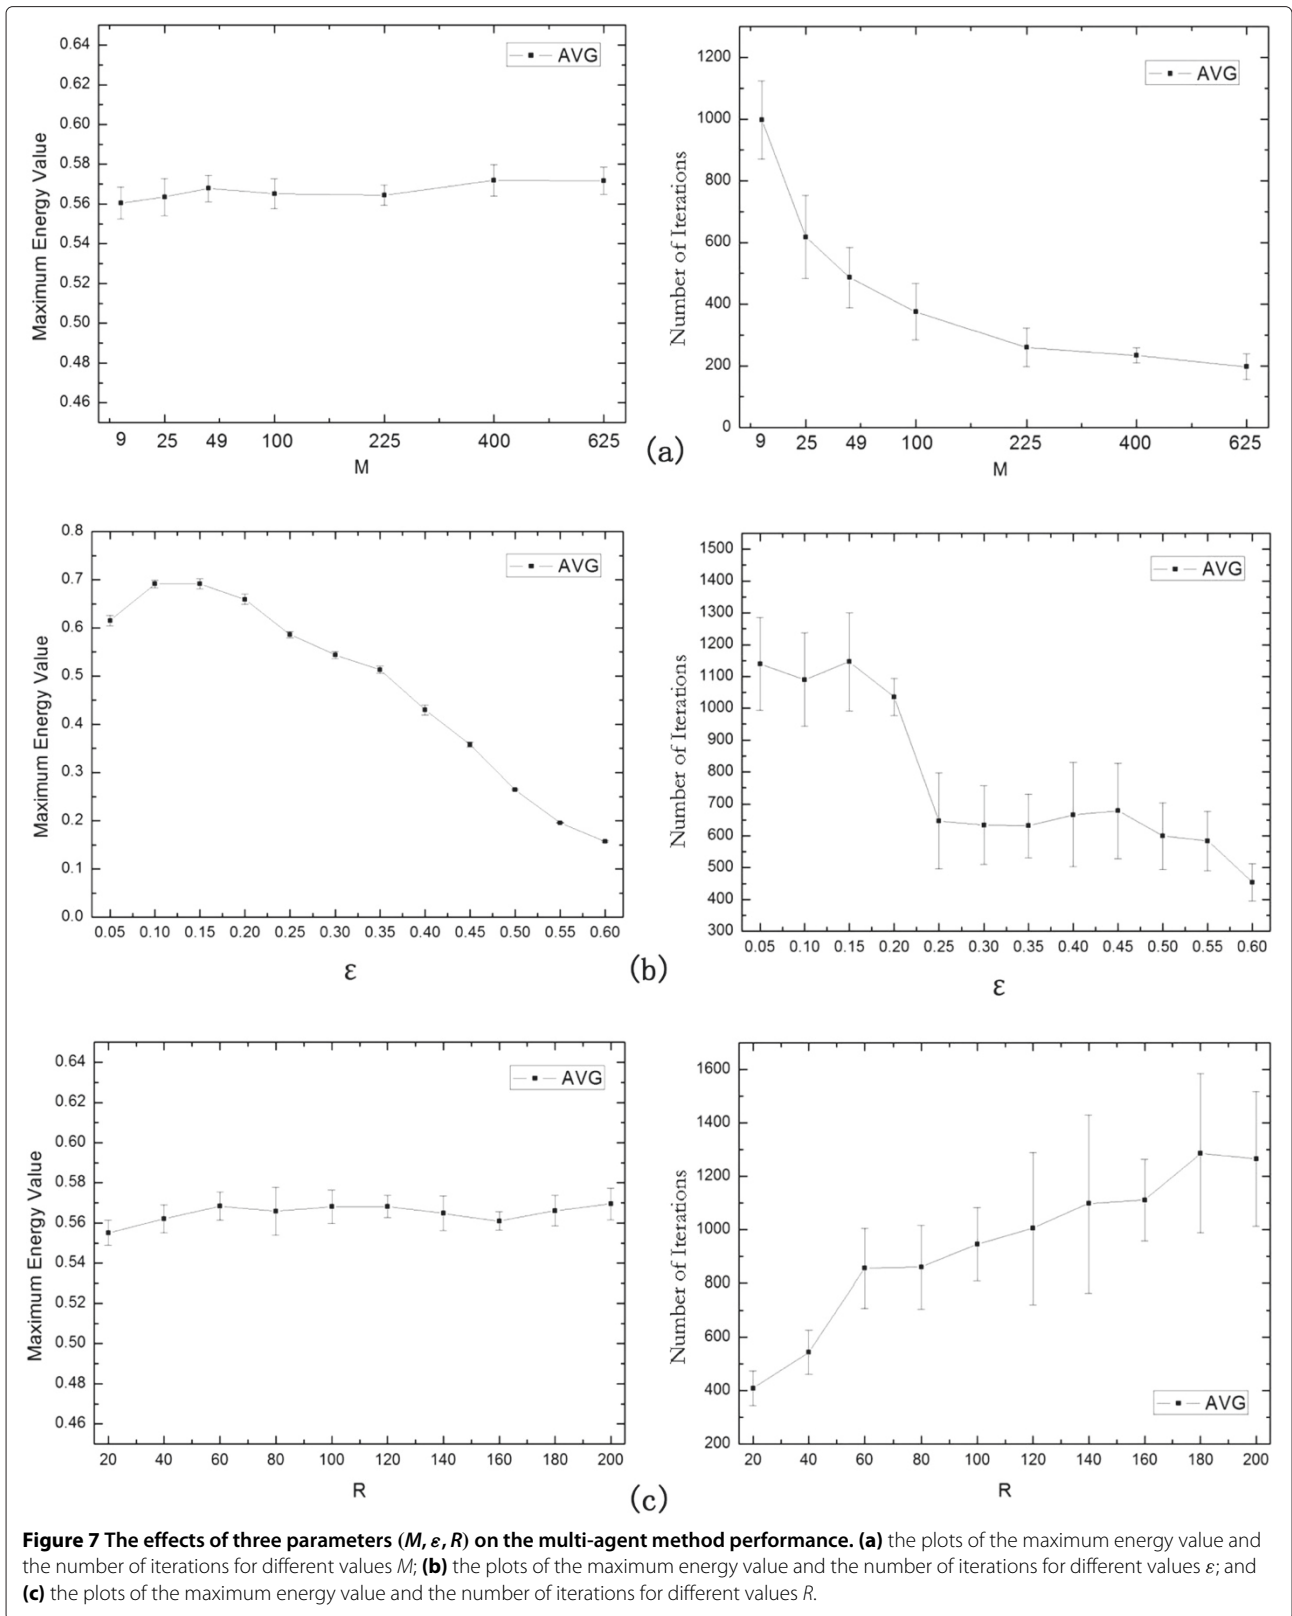 0.64
0.62
0.60
0.58
0.56
0.54
0.52
0.50
0.48
0.46
Maximum Energy Value
AVG
9 25 49 100 225 400 625
M
1200
1000
800
600
400
200
0
Number of Iterations
AVG
9 25 49 100 225 400 625
M
(a)
0.8
0.7
0.6
0.5
0.4
0.3
0.2
0.1
0.0
Maximum Energy Value
AVG
0.05 0.10 0.15 0.20 0.25 0.30 0.35 0.40 0.45 0.50 0.55 0.60
ε
1500
1400
1300
1200
1100
1000
900
800
700
600
500
400
300
Number of Iterations
AVG
0.05 0.10 0.15 0.20 0.25 0.30 0.35 0.40 0.45 0.50 0.55 0.60
ε
(b)
0.64
0.62
0.60
0.58
0.56
0.54
0.52
0.50
0.48
0.46
Maximum Energy Value
AVG
20 40 60 80 100 120 140 160 180 200
R
1600
1400
1200
1000
800
600
400
200
Number of Iterations
AVG
20 40 60 80 100 120 140 160 180 200
R
(c)
Figure 7 The effects of three parameters (M, ε, R) on the multi-agent method performance. (a) the plots of the maximum energy value and
the number of iterations for different values M; (b) the plots of the maximum energy value and the number of iterations for different values ε; and
(c) the plots of the maximum energy value and the number of iterations for different values R.